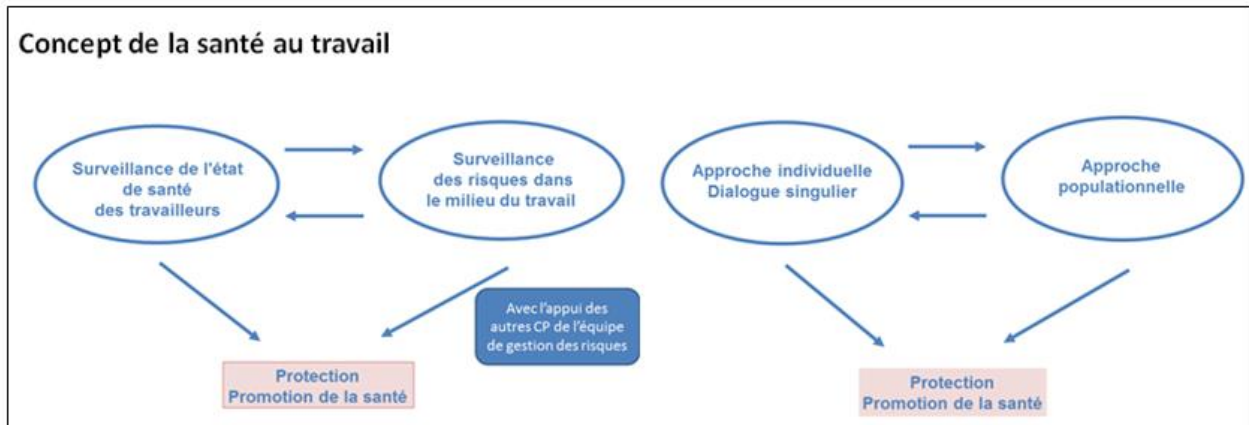 Concept de la santé au travail
Surveillance de l'état
de santé
des travailleurs
Surveillance
des risques dans
le milieu du travail
Avec l'appui des
autres CP de l'équipe
de gestion des risques
Protection
Promotion de la santé
Approche individuelle
Dialogue singulier
Approche
populationnelle
Protection
Promotion de la santé